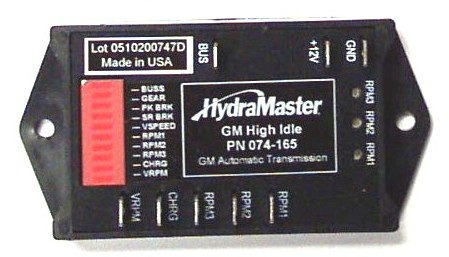 Lot 0510200747D
Made in USA
BUS
+12V
GND
BUSS
GEAR
PK BRK
SR BRK
VSPEED
RPM1
RPM2
RPM3
CHRG
VRPM
HydraMaster
GM High Idle
PN 074-165
GM Automatic Transmission
RPM3
RPM2
RPM1
VRPM
CHRG
RPM3
RPM2
RPM1